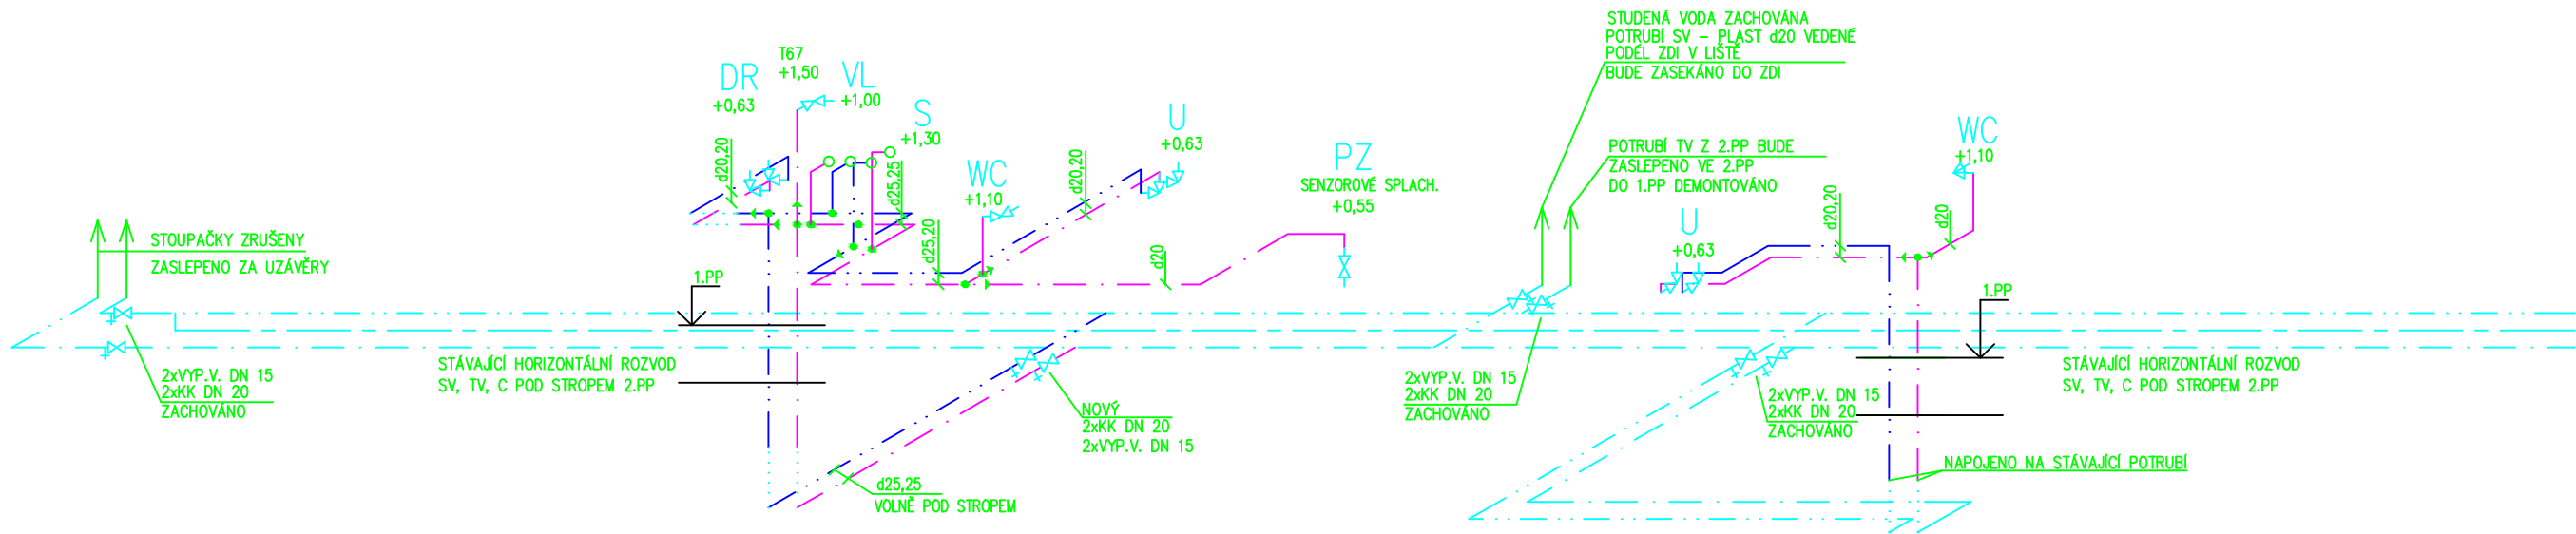 STUDENÁ VODA ZACHOVÁNA
POTRUBÍ SV - PLAST d20 VEDENÉ
PODÉL ZDI V LIŠTĚ
BUDE ZASEKÁNO DO ZDI
T67
+1,50
DR
+0,63
VL
+1,00
S
+1,30
U
+0,63
WC
+1,10
PZ
SENZOROVÉ SPLACH.
+0,55
POTRUBÍ TV Z 2.PP BUDE
ZASLEPENO VE 2.PP
DO 1.PP DEMONTOVÁNO
WC
+1,10
U
+0,63
d20,20
d25,25
d25,20
d20,20
d20
d20,20
d20
STOUPAČKY ZRUŠENY
ZASLEPENO ZA UZÁVĚRY
1.PP
1.PP
2xVYP.V. DN 15
2xKK DN 20
ZACHOVÁNO
STÁVAJÍCÍ HORIZONTÁLNÍ ROZVOD
SV, TV, C POD STROPEM 2.PP
NOVÝ
2xKK DN 20
2xVYP.V. DN 15
2xVYP.V. DN 15
2xKK DN 20
ZACHOVÁNO
2xVYP.V. DN 15
2xKK DN 20
ZACHOVÁNO
STÁVAJÍCÍ HORIZONTÁLNÍ ROZVOD
SV, TV, C POD STROPEM 2.PP
d25,25
VOLNĚ POD STROPEM
NAPOJENO NA STÁVAJÍCÍ POTRUBÍ